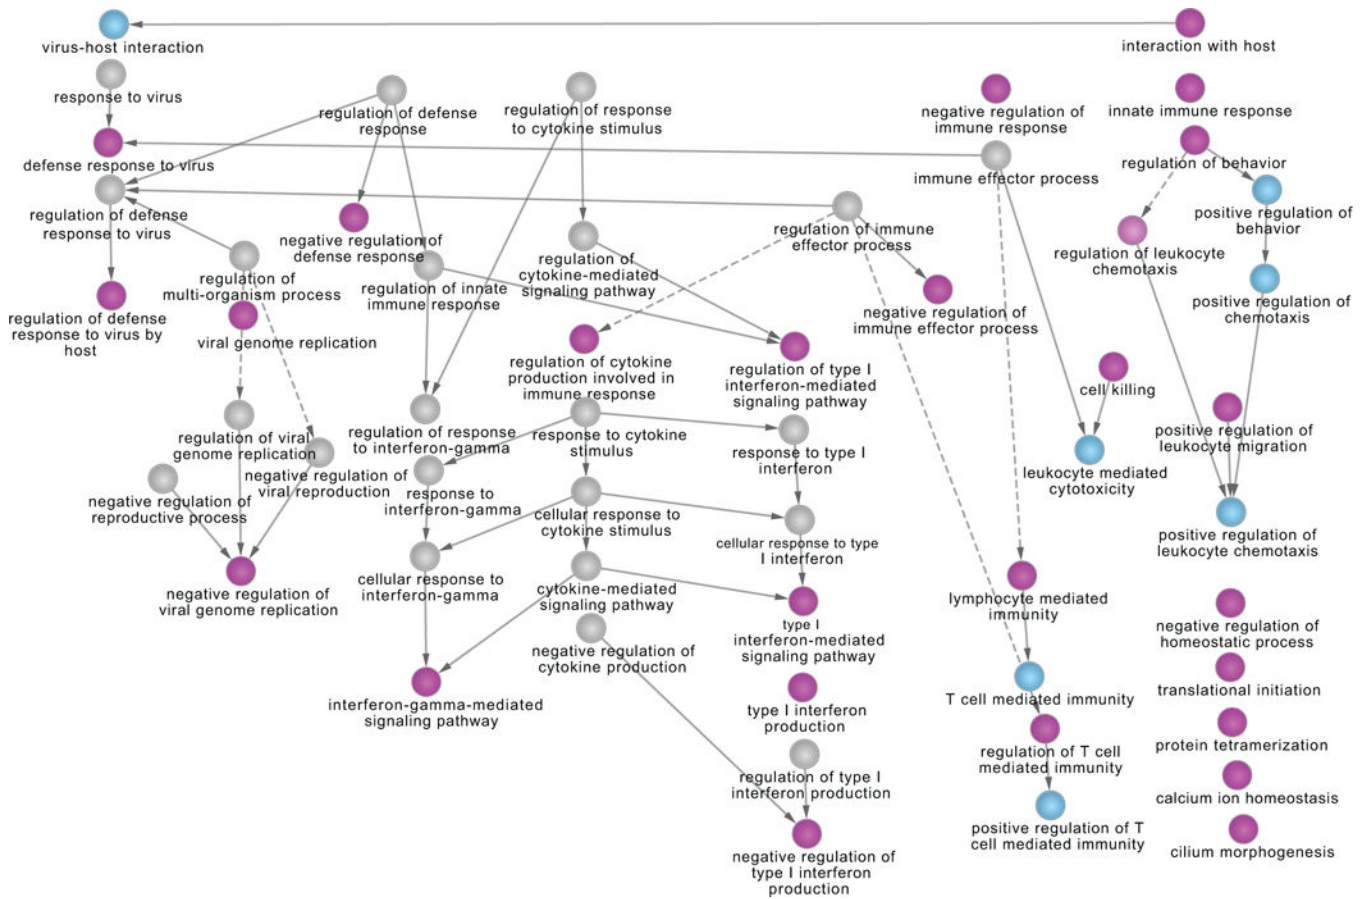 virus-host interaction
interaction with host
response to virus
regulation of defense
response
regulation of response
to cytokine stimulus
negative regulation of
immune response
innate immune response
defense response to virus
immune effector process
regulation of behavior
regulation of defense
response to virus
negative regulation of
defense response
regulation of
cytokine-mediated
signaling pathway
regulation of immune
effector process
positive regulation of
behavior
regulation of leukocyte
chemotaxis
regulation of
multi-organism process
regulation of innate
immune response
negative regulation of
immune effector process
positive regulation of
chemotaxis
regulation of defense
response to virus by
host
viral genome replication
regulation of cytokine
production involved in
immune response
regulation of type I
interferon-mediated
signaling pathway
cell killing
regulation of viral
genome replication
regulation of response
to interferon-gamma
response to cytokine
stimulus
response to type I
interferon
positive regulation of
leukocyte migration
negative regulation of
viral reproduction
leukocyte mediated
cytotoxicity
negative regulation of
reproductive process
response to
interferon-gamma
cellular response to
cytokine stimulus
cellular response to type
I interferon
positive regulation of
leukocyte chemotaxis
negative regulation of
viral genome replication
cellular response to
interferon-gamma
cytokine-mediated
signaling pathway
lymphocyte mediated
immunity
type I
interferon-mediated
signaling pathway
negative regulation of
homeostatic process
negative regulation of
cytokine production
interferon-gamma-mediated
signaling pathway
type I interferon
production
T cell mediated immunity
translational initiation
regulation of T cell
mediated immunity
protein tetramerization
regulation of type I
interferon production
calcium ion homeostasis
positive regulation of T
cell mediated immunity
cilium morphogenesis
negative regulation of
type I interferon
production